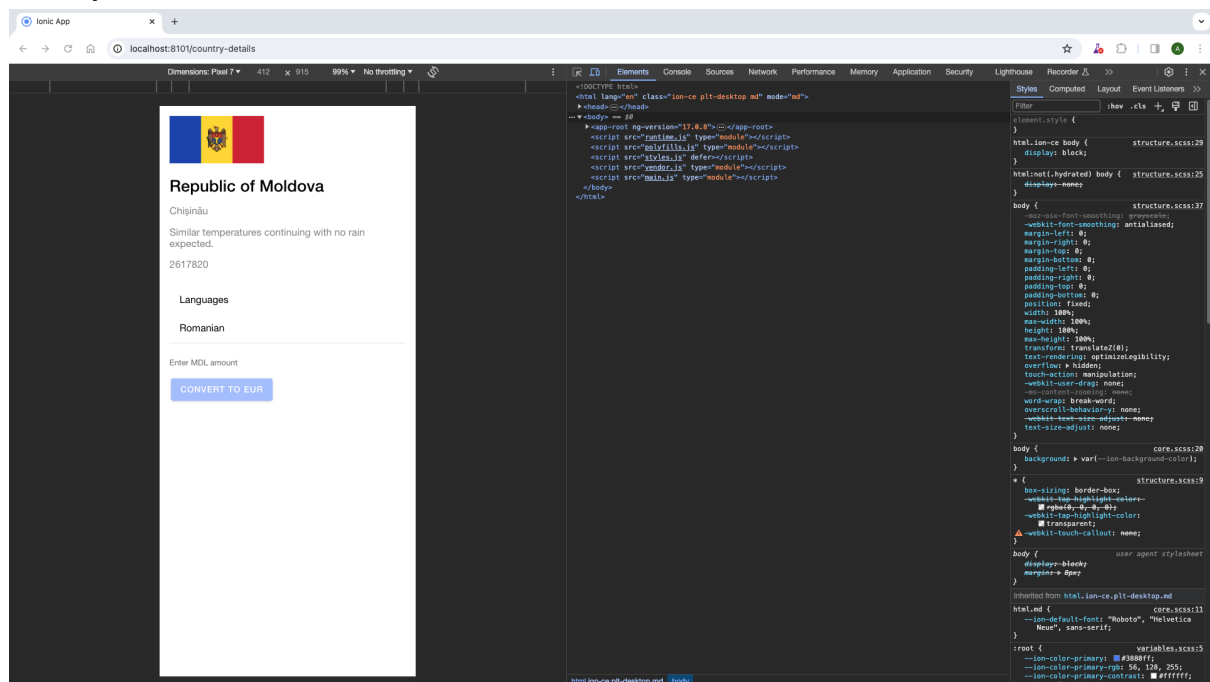 Ionic App
localhost:8101/country-details
Dimensions: Pixel 7 412 x 915 99% No throttling
Elements Console Sources Network Performance Memory Application Security Lighthouse Recorder
Republic of Moldova
Chișinău
Similar temperatures continuing with no rain
expected.
2617820
Languages
Romanian
Enter MDL amount
CONVERT TO EUR
<!DOCTYPE html>
<html lang="en" class="ion-ce plt-desktop md" mode="md">
<head></head>
<body> == $0
<app-root ng-version="17.0.8"></app-root>
<script src="runtime.js" type="module"></script>
<script src="polyfills.js" type="module"></script>
<script src="styles.js" defer></script>
<script src="vendor.js" type="module"></script>
<script src="main.js" type="module"></script>
</body>
</html>
html.ion-ce.plt-desktop.md body
Styles Computed Layout Event Listeners
Filter :hov .cls
element.style {
}
html.ion-ce body { structure.scss:29
display: block;
}
html:not(.hydrated) body { structure.scss:25
display: none;
}
body { structure.scss:37
-moz-osx-font-smoothing: grayscale;
-webkit-font-smoothing: antialiased;
margin-left: 0;
margin-right: 0;
margin-top: 0;
margin-bottom: 0;
padding-left: 0;
padding-right: 0;
padding-top: 0;
padding-bottom: 0;
position: fixed;
width: 100%;
max-width: 100%;
height: 100%;
max-height: 100%;
transform: translateZ(0);
text-rendering: optimizeLegibility;
overflow: hidden;
touch-action: manipulation;
-webkit-user-drag: none;
-ms-content-zooming: none;
word-wrap: break-word;
overscroll-behavior-y: none;
-webkit-text-size-adjust: none;
text-size-adjust: none;
}
body { core.scss:20
background: var(--ion-background-color);
}
* { structure.scss:9
box-sizing: border-box;
-webkit-tap-highlight-color:
rgba(0, 0, 0, 0);
-webkit-tap-highlight-color:
transparent;
-webkit-touch-callout: none;
}
body { user agent stylesheet
display: block;
margin: 8px;
}
Inherited from html.ion-ce.plt-desktop.md
html.md { core.scss:11
--ion-default-font: "Roboto", "Helvetica
Neue", sans-serif;
}
:root { variables.scss:5
--ion-color-primary: #3880ff;
--ion-color-primary-rgb: 56, 128, 255;
--ion-color-primary-contrast: #ffffff;